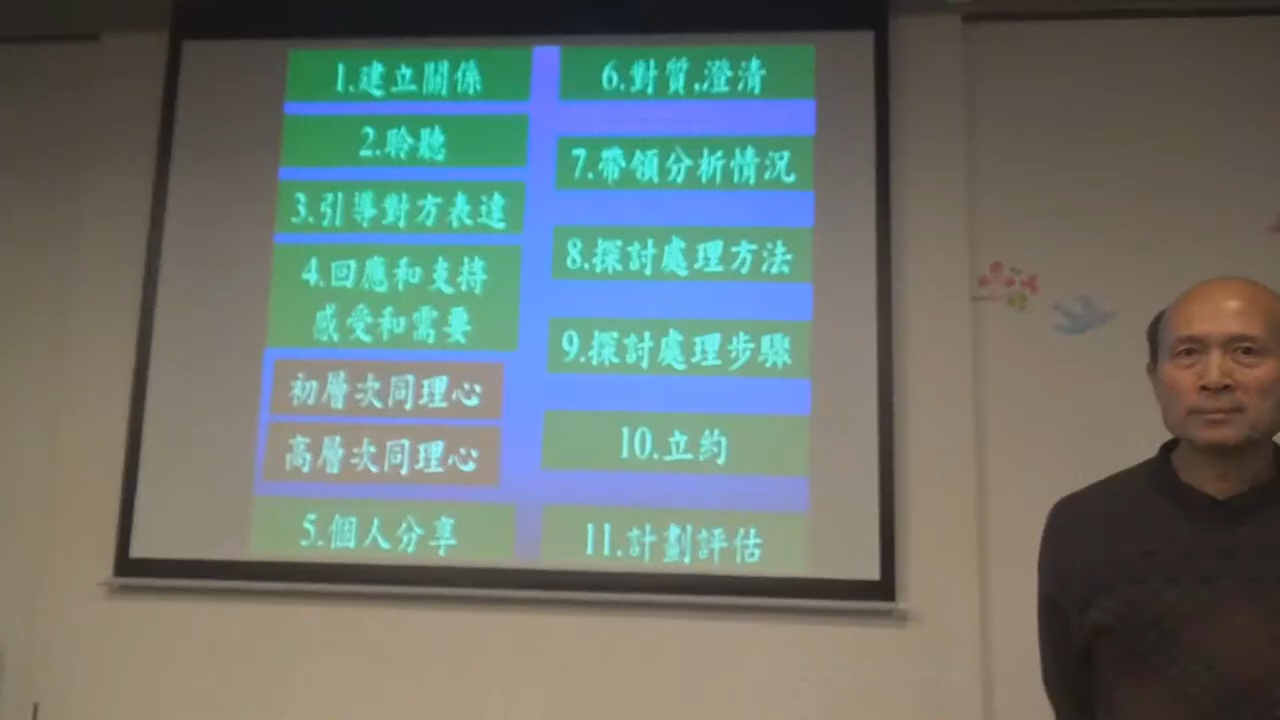 1.建立關係
2.聆聽
3.引導對方表達
4.回應和支持
感受和需要
初層次同理心
高層次同理心
5.個人分享
6.對質,澄清
7.帶領分析情況
8.探討處理方法
9.探討處理步驟
10.立約
11.計劃評估